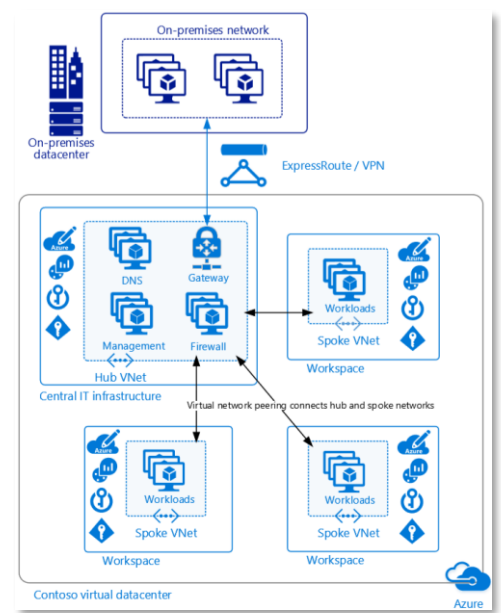 On-premises network
On-premises
datacenter
ExpressRoute / VPN
Azure
DNS
Gateway
Management
Firewall
Hub VNet
Central IT infrastructure
Azure
Workloads
Spoke VNet
Workspace
Virtual network peering connects hub and spoke networks
Azure
Workloads
Spoke VNet
Workspace
Azure
Workloads
Spoke VNet
Workspace
Contoso virtual datacenter
Azure